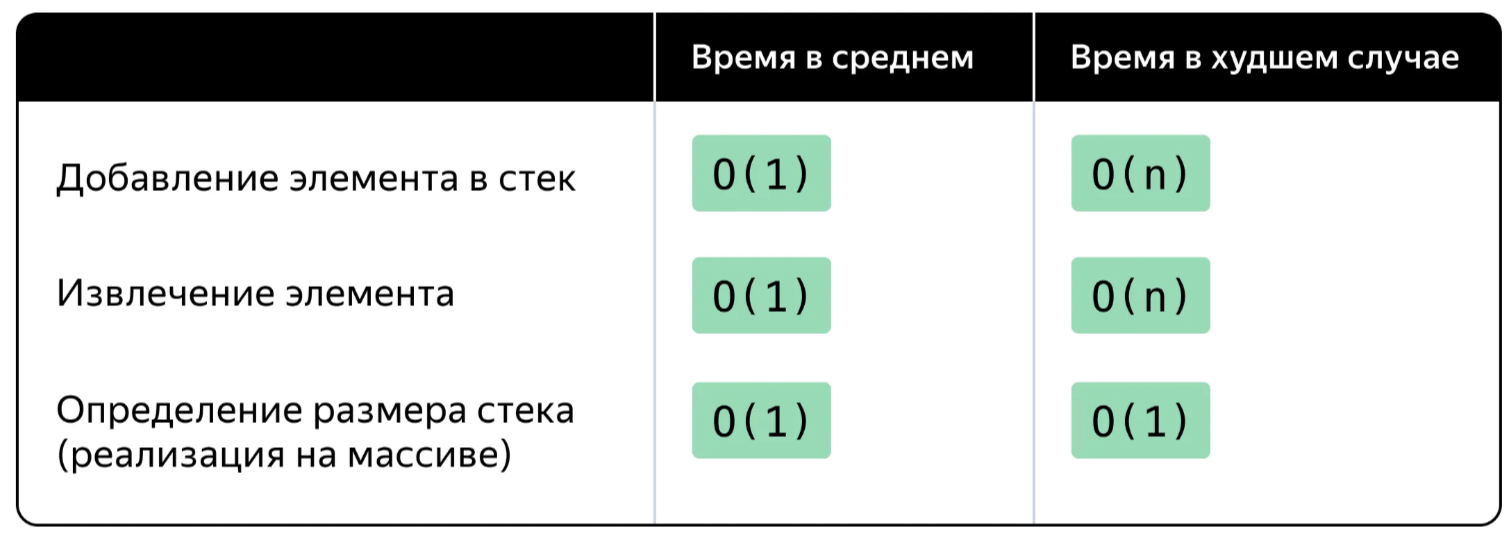 Время в среднем
Время в худшем случае
Добавление элемента в стек
O(1)
O(n)
Извлечение элемента
O(1)
O(n)
Определение размера стека
(реализация на массиве)
O(1)
O(1)